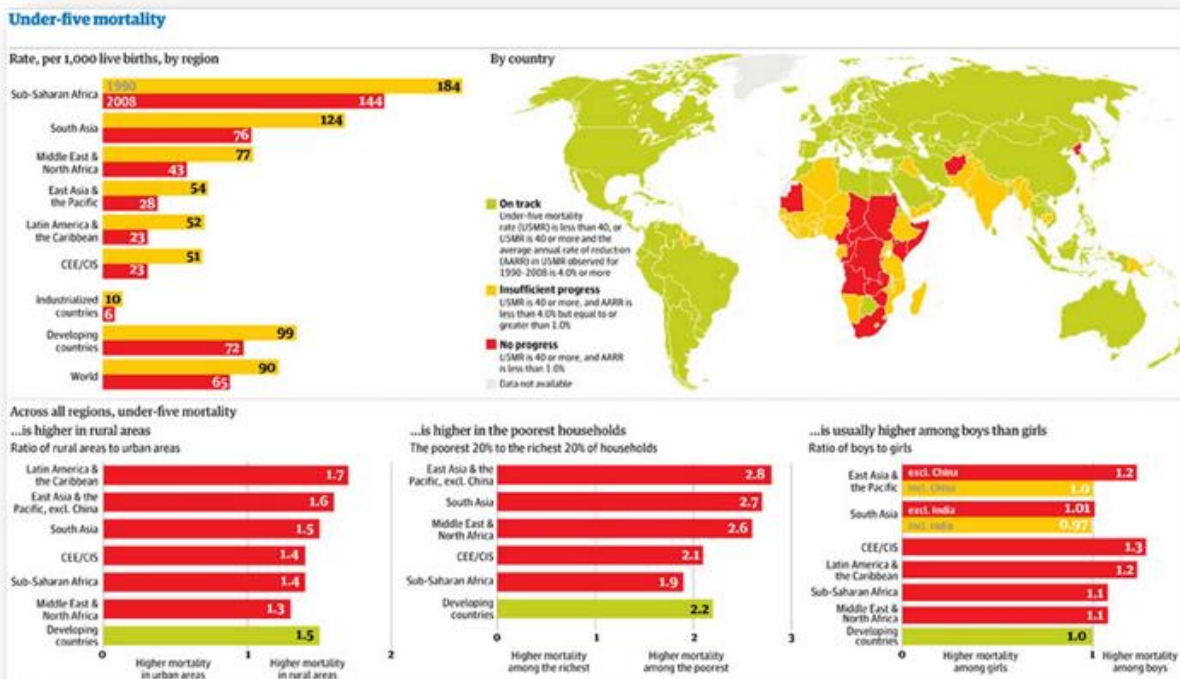 Under-five mortality
Rate, per 1,000 live births, by region
1990
Sub-Saharan Africa
184
2008
144
South Asia
124
76
Middle East &
North Africa
77
43
East Asia &
the Pacific
54
28
Latin America &
the Caribbean
52
23
CEE/CIS
51
23
Industrialized
countries
10
6
Developing
countries
99
72
World
90
65
By country
On track
Under-five mortality
rate (U5MR) is less than 40, or
U5MR is 40 or more and the
average annual rate of reduction
(AARR) in U5MR observed for
1990-2008 is 4.0% or more
Insufficient progress
U5MR is 40 or more, and AARR is
less than 4.0% but equal to or
greater than 1.0%
No progress
U5MR is 40 or more, and AARR
is less than 1.0%
Data not available
Across all regions, under-five mortality
...is higher in rural areas
Ratio of rural areas to urban areas
Latin America &
the Caribbean
1.7
East Asia & the
Pacific, excl. China
1.6
South Asia
1.5
CEE/CIS
1.4
Sub-Saharan Africa
1.4
Middle East &
North Africa
1.3
Developing
countries
1.5
0
1
2
Higher mortality
in urban areas
Higher mortality
in rural areas
...is higher in the poorest households
The poorest 20% to the richest 20% of households
East Asia & the
Pacific, excl. China
2.8
South Asia
2.7
Middle East &
North Africa
2.6
CEE/CIS
2.1
Sub-Saharan Africa
1.9
Developing
countries
2.2
0
1
2
3
Higher mortality
among the richest
Higher mortality
among the poorest
...is usually higher among boys than girls
Ratio of boys to girls
East Asia &
the Pacific
excl. China
1.2
incl. China
1.0
South Asia
excl. India
1.01
incl. India
0.97
CEE/CIS
1.3
Latin America &
the Caribbean
1.2
Sub-Saharan Africa
1.1
Middle East &
North Africa
1.1
Developing
countries
1.0
0
1
Higher mortality
among girls
Higher mortality
among boys